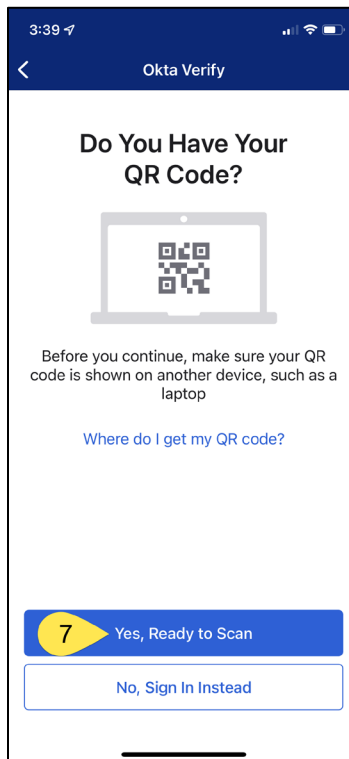 3:39
Okta Verify
Do You Have Your
QR Code?
Before you continue, make sure your QR
code is shown on another device, such as a
laptop
Where do I get my QR code?
7
Yes, Ready to Scan
No, Sign In Instead